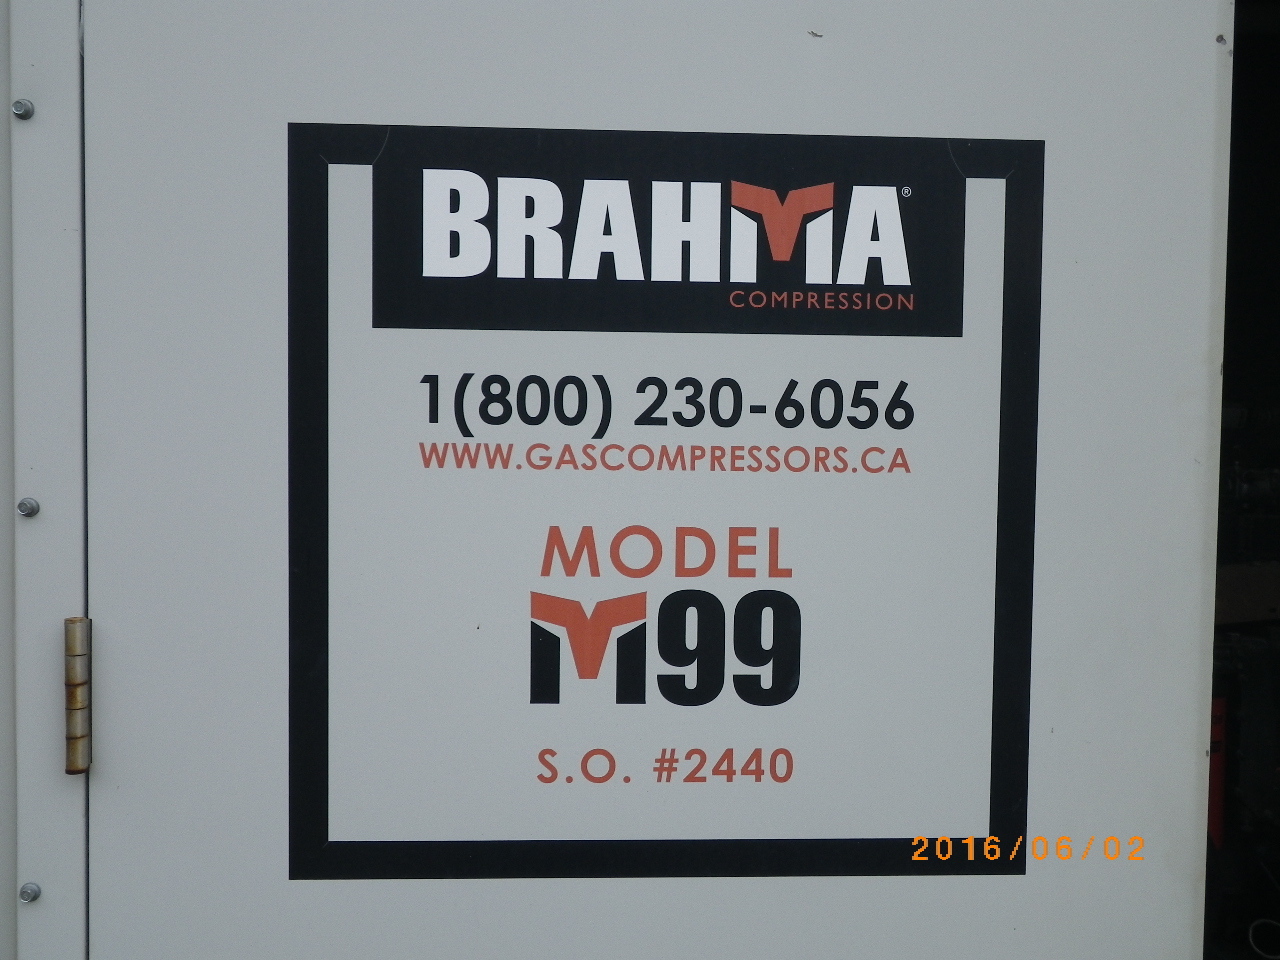 BRAHMA®
COMPRESSION
1(800) 230-6056
WWW.GASCOMPRESSORS.CA
MODEL
M99
S.O. #2440
2016/06/02